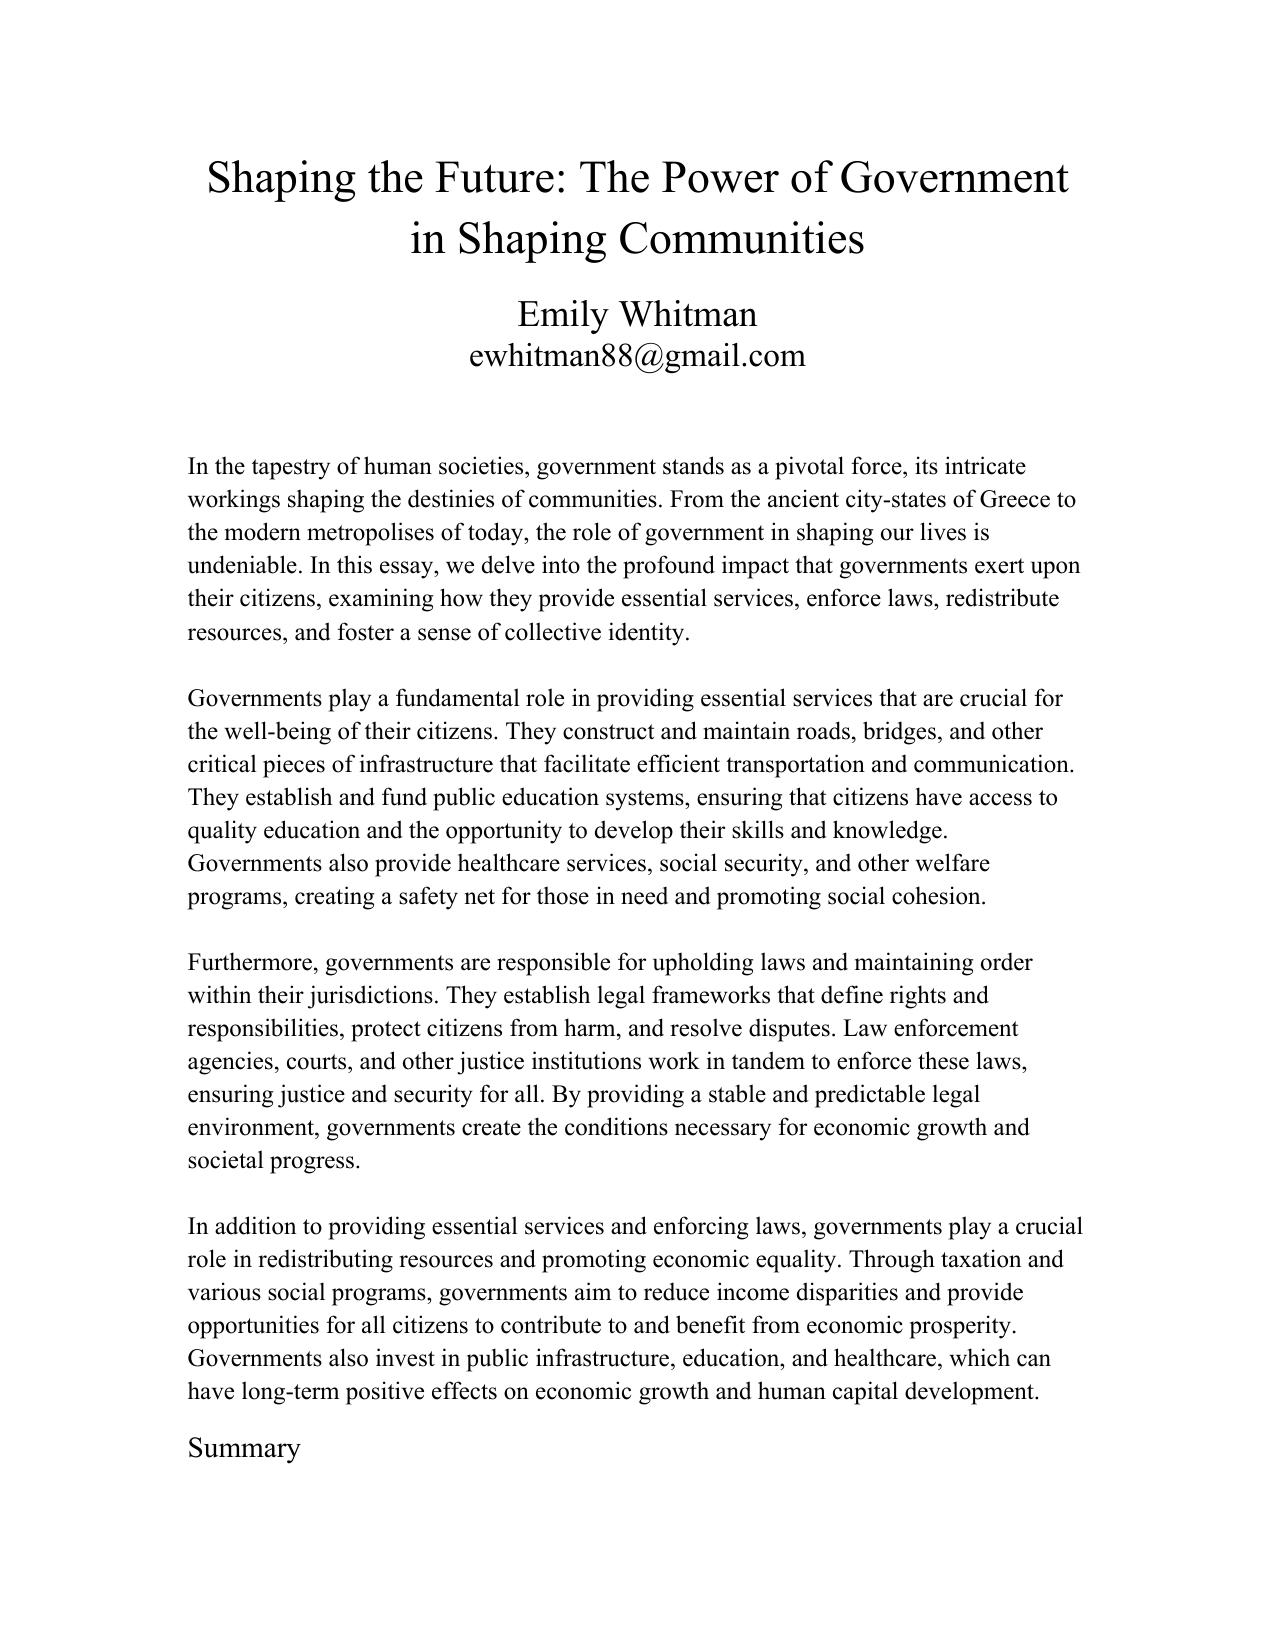 Shaping the Future: The Power of Government
in Shaping Communities
Emily Whitman
ewhitman88@gmail.com
In the tapestry of human societies, government stands as a pivotal force, its intricate
workings shaping the destinies of communities. From the ancient city-states of Greece to
the modern metropolises of today, the role of government in shaping our lives is
undeniable. In this essay, we delve into the profound impact that governments exert upon
their citizens, examining how they provide essential services, enforce laws, redistribute
resources, and foster a sense of collective identity.
Governments play a fundamental role in providing essential services that are crucial for
the well-being of their citizens. They construct and maintain roads, bridges, and other
critical pieces of infrastructure that facilitate efficient transportation and communication.
They establish and fund public education systems, ensuring that citizens have access to
quality education and the opportunity to develop their skills and knowledge.
Governments also provide healthcare services, social security, and other welfare
programs, creating a safety net for those in need and promoting social cohesion.
Furthermore, governments are responsible for upholding laws and maintaining order
within their jurisdictions. They establish legal frameworks that define rights and
responsibilities, protect citizens from harm, and resolve disputes. Law enforcement
agencies, courts, and other justice institutions work in tandem to enforce these laws,
ensuring justice and security for all. By providing a stable and predictable legal
environment, governments create the conditions necessary for economic growth and
societal progress.
In addition to providing essential services and enforcing laws, governments play a crucial
role in redistributing resources and promoting economic equality. Through taxation and
various social programs, governments aim to reduce income disparities and provide
opportunities for all citizens to contribute to and benefit from economic prosperity.
Governments also invest in public infrastructure, education, and healthcare, which can
have long-term positive effects on economic growth and human capital development.
Summary